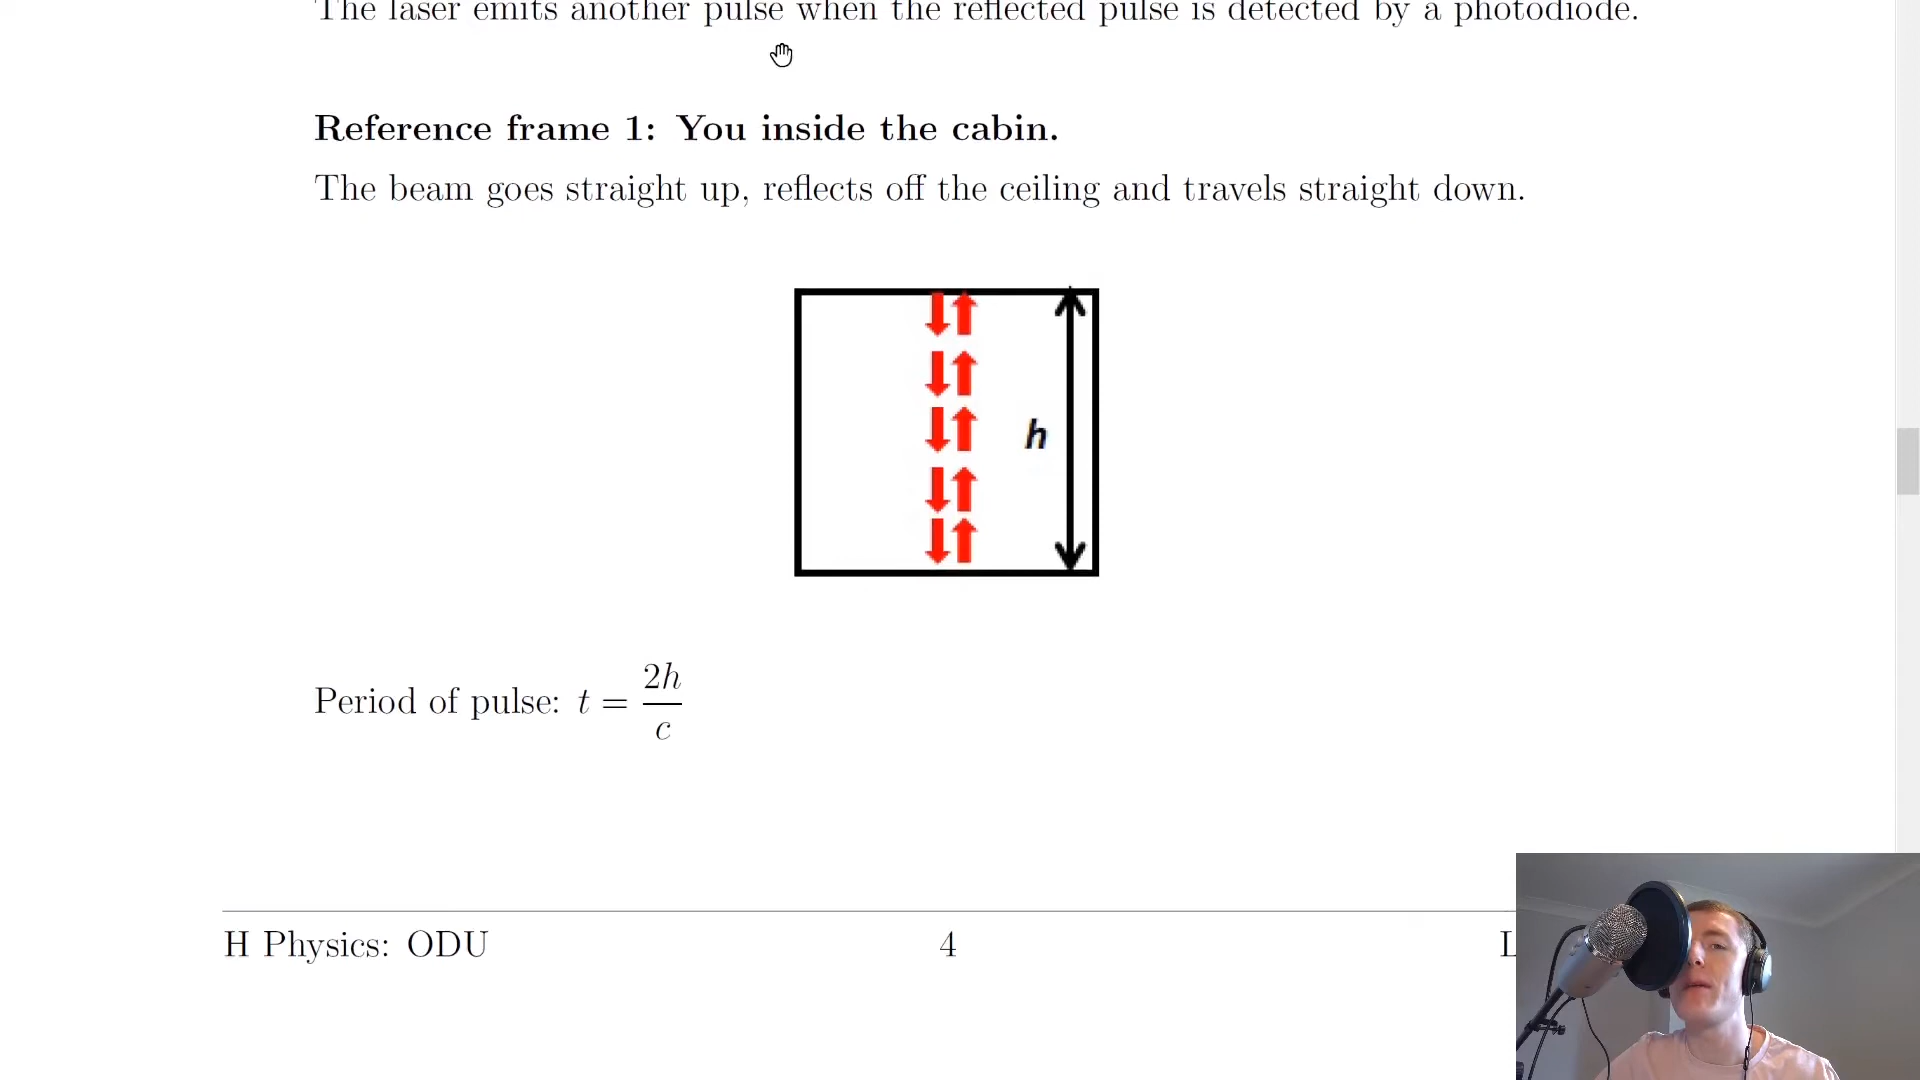 The laser emits another pulse when the reflected pulse is detected by a photodiode.
Reference frame 1: You inside the cabin.
The beam goes straight up, reflects off the ceiling and travels straight down.
h
Period of pulse: t = 2h/c
H Physics: ODU 4 L